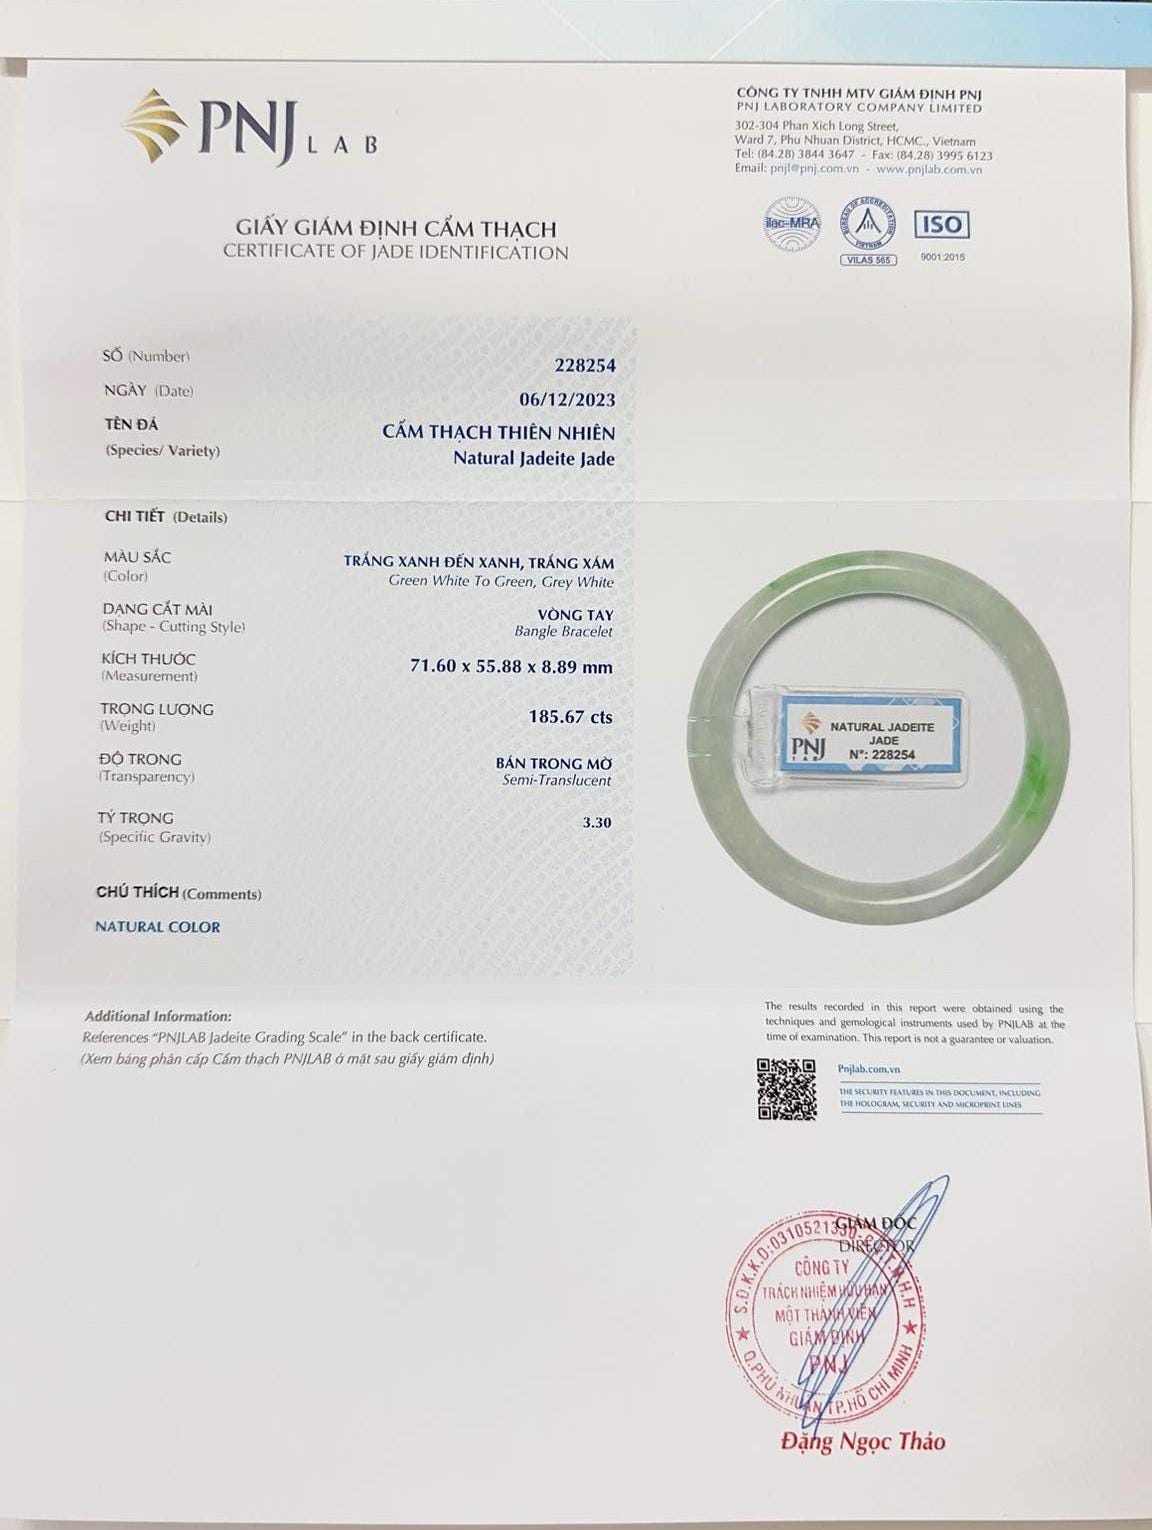 PNJ LAB
CÔNG TY TNHH MTV GIÁM ĐỊNH PNJ
PNJ LABORATORY COMPANY LIMITED
302-304 Phan Xich Long Street,
Ward 7, Phu Nhuan District, HCMC., Vietnam
Tel: (84.28) 3844 3647 - Fax: (84.28) 3995 6123
Email: pnjl@pnj.com.vn - www.pnjlab.com.vn
ilac-MRA
BUREAU OF ACCREDITATION
VIETNAM
VILAS 565
ISO
9001:2015
GIẤY GIÁM ĐỊNH CẨM THẠCH
CERTIFICATE OF JADE IDENTIFICATION
SỐ (Number)
228254
NGÀY (Date)
06/12/2023
TÊN ĐÁ
(Species/ Variety)
CẨM THẠCH THIÊN NHIÊN
Natural Jadeite Jade
CHI TIẾT (Details)
MÀU SẮC
(Color)
TRẮNG XANH ĐẾN XANH, TRẮNG XÁM
Green White To Green, Grey White
DẠNG CẮT MÀI
(Shape - Cutting Style)
VÒNG TAY
Bangle Bracelet
KÍCH THƯỚC
(Measurement)
71.60 x 55.88 x 8.89 mm
TRỌNG LƯỢNG
(Weight)
185.67 cts
ĐỘ TRONG
(Transparency)
BÁN TRONG MỜ
Semi-Translucent
TỶ TRỌNG
(Specific Gravity)
3.30
CHÚ THÍCH (Comments)
NATURAL COLOR
PNJ
LAB
NATURAL JADEITE
JADE
N°: 228254
Additional Information:
References "PNJLAB Jadeite Grading Scale" in the back certificate.
(Xem bảng phân cấp Cẩm thạch PNJLAB ở mặt sau giấy giám định)
The results recorded in this report were obtained using the
techniques and gemological instruments used by PNJLAB at the
time of examination. This report is not a guarantee or valuation.
Pnjlab.com.vn
THE SECURITY FEATURES IN THIS DOCUMENT, INCLUDING
THE HOLOGRAM, SECURITY AND MICROPRINT LINES
GIÁM ĐỐC
DIRECTOR
CÔNG TY
TRÁCH NHIỆM HỮU HẠN
MỘT THÀNH VIÊN
GIÁM ĐỊNH
PNJ
Q.PHÚ NHUẬN TP.HỒ CHÍ MINH
Đặng Ngọc Thảo